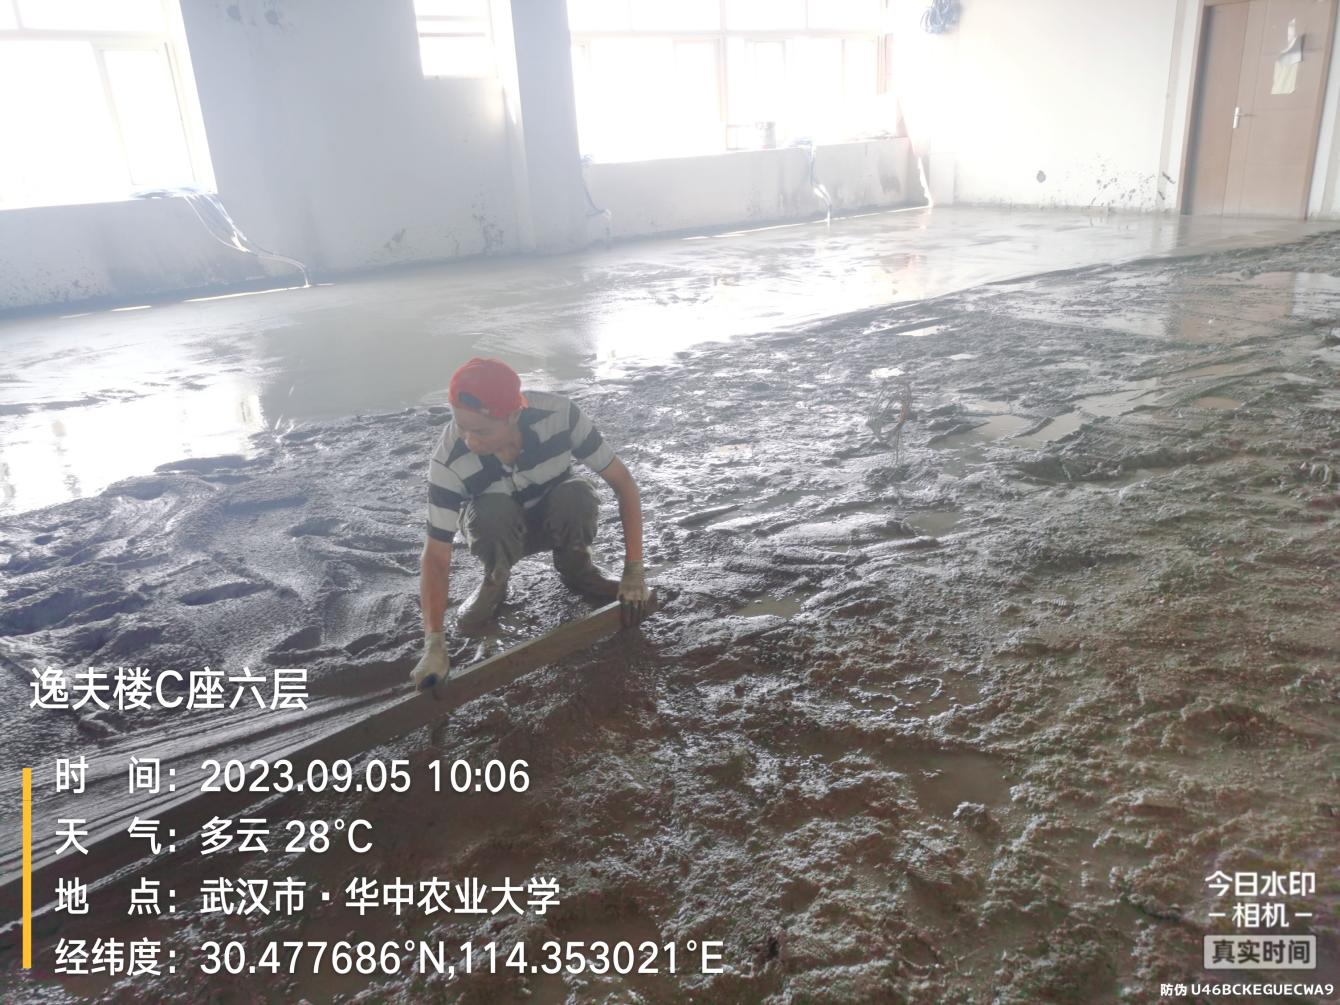 逸夫楼C座六层
时 间：2023.09.05 10:06
天 气：多云 28°C
地 点：武汉市·华中农业大学
经纬度：30.477686°N,114.353021°E
今日水印
相机
真实时间
防伪 U46BCKEGUECWA9